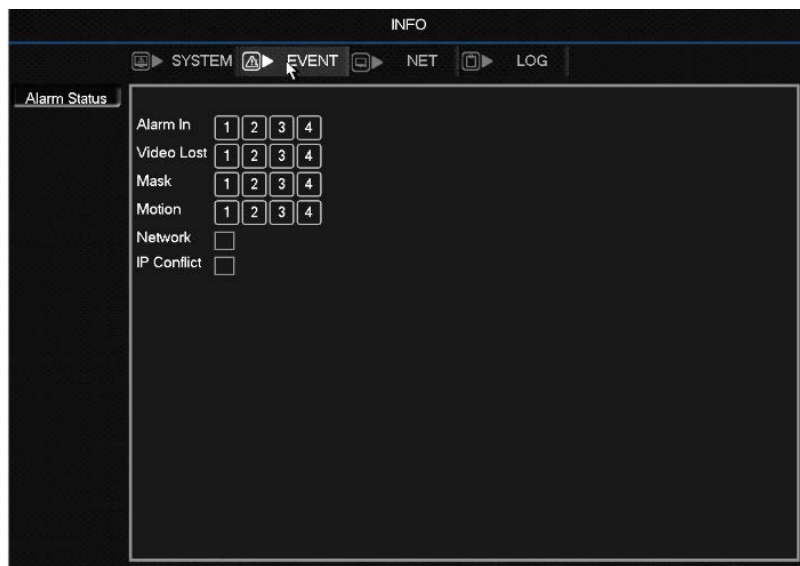 INFO
SYSTEM EVENT NET LOG
Alarm Status
Alarm In 1 2 3 4
Video Lost 1 2 3 4
Mask 1 2 3 4
Motion 1 2 3 4
Network
IP Conflict